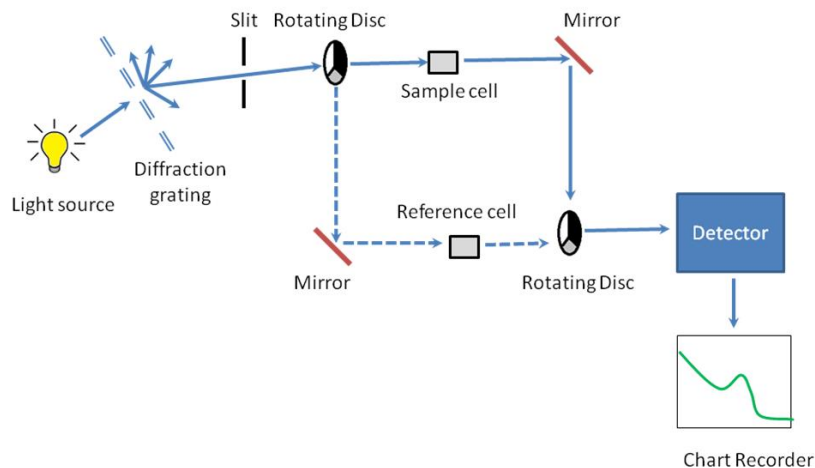 Slit
Rotating Disc
Mirror
Sample cell
Diffraction
grating
Light source
Reference cell
Mirror
Rotating Disc
Detector
Chart Recorder